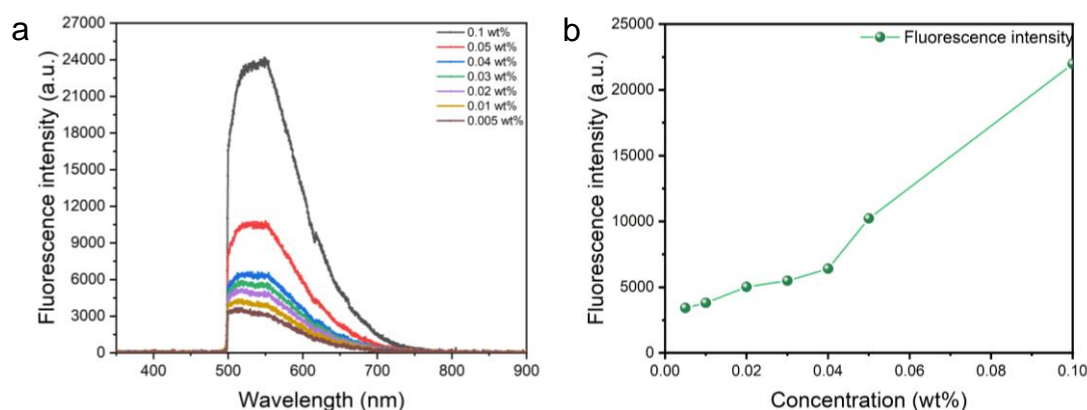 a
27000
24000
21000
18000
15000
12000
9000
6000
3000
0
Fluorescence intensity (a.u.)
0.1 wt%
0.05 wt%
0.04 wt%
0.03 wt%
0.02 wt%
0.01 wt%
0.005 wt%
400 500 600 700 800 900
Wavelength (nm)
b
25000
20000
15000
10000
5000
0
Fluorescence intensity (a.u.)
Fluorescence intensity
0.00 0.02 0.04 0.06 0.08 0.10
Concentration (wt%)